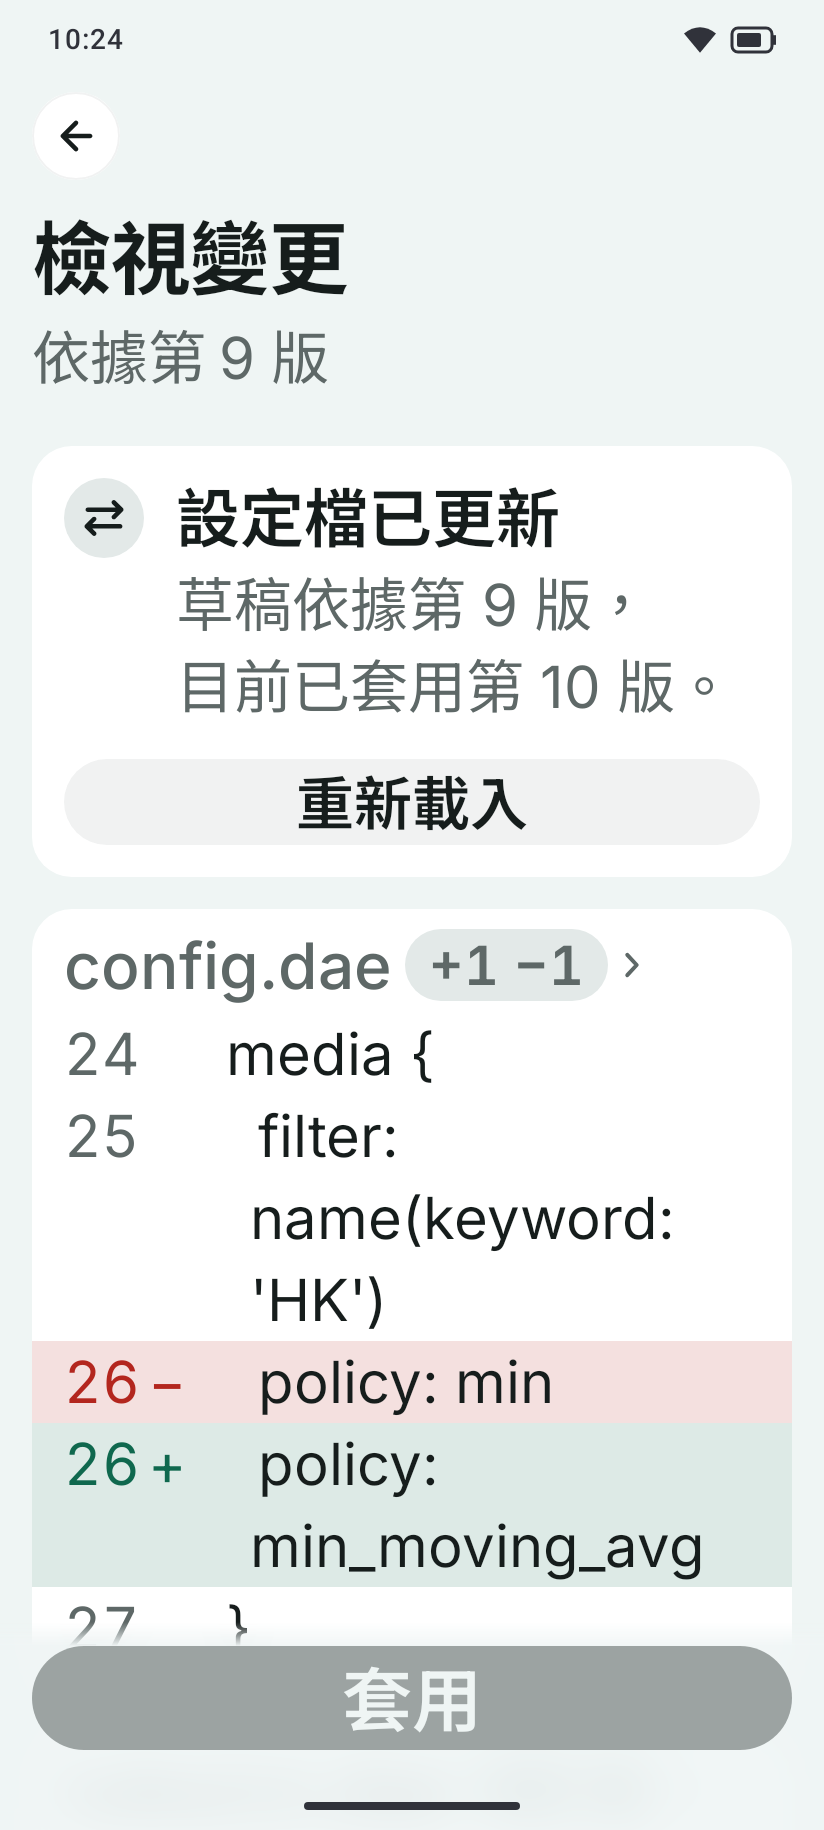 10:24
檢視變更
依據第 9 版
設定檔已更新
草稿依據第 9 版，
目前已套用第 10 版。
重新載入
config.dae +1 −1
24 media {
25 filter:
name(keyword:
'HK')
26 − policy: min
26 + policy:
min_moving_avg
27 }
套用